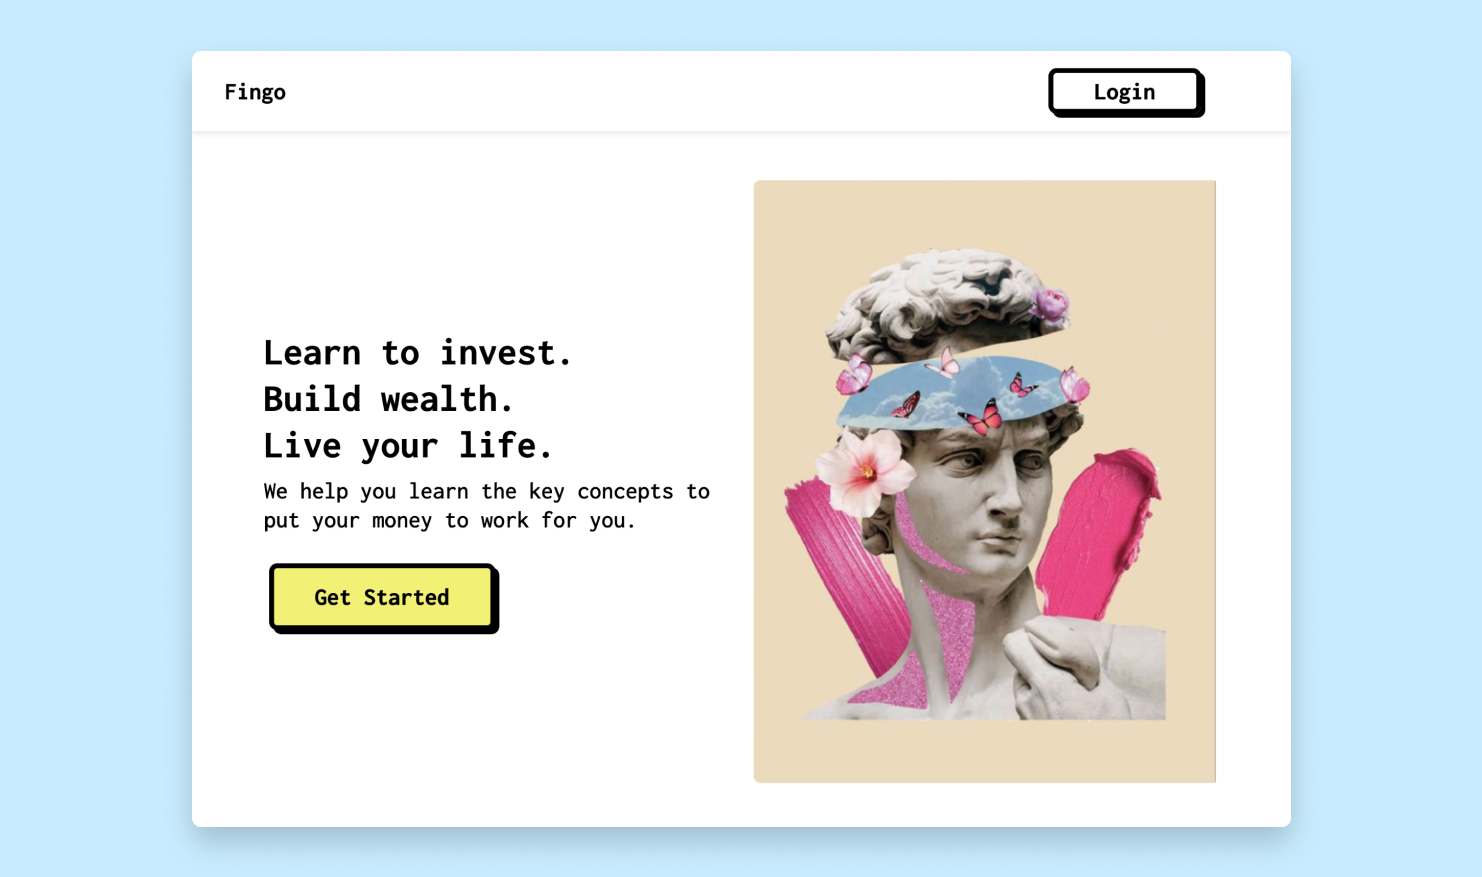 Fingo
Login
Learn to invest.
Build wealth.
Live your life.
We help you learn the key concepts to
put your money to work for you.
Get Started